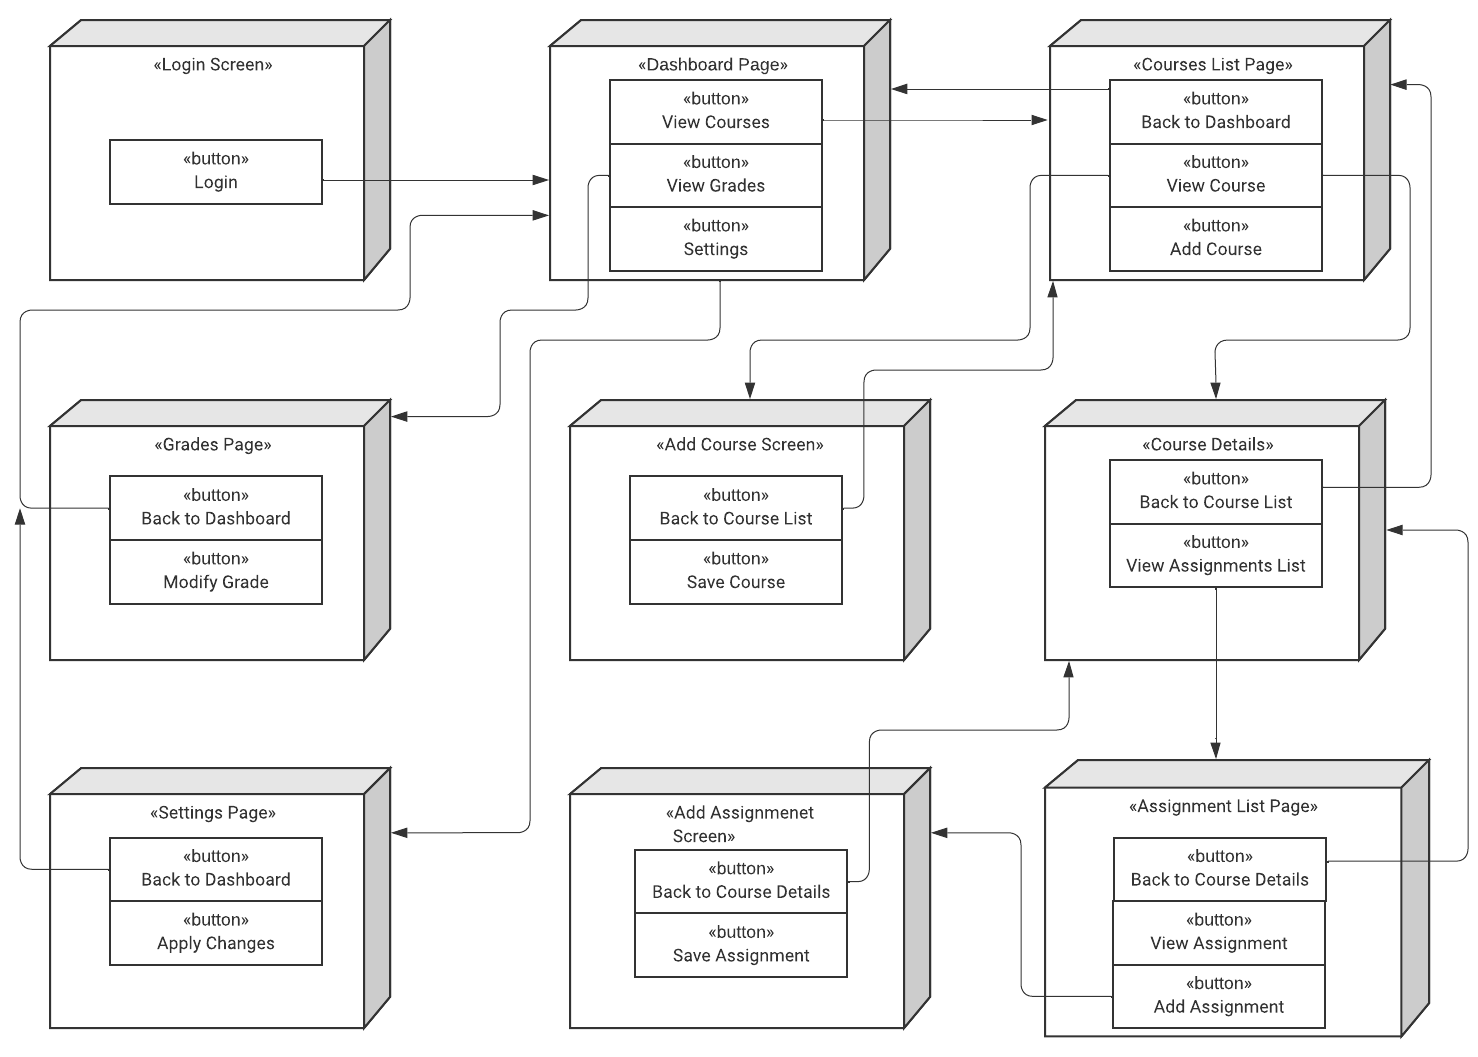 «Login Screen»
«button»
Login
«Dashboard Page»
«button»
View Courses
«button»
View Grades
«button»
Settings
«Courses List Page»
«button»
Back to Dashboard
«button»
View Course
«button»
Add Course
«Grades Page»
«button»
Back to Dashboard
«button»
Modify Grade
«Add Course Screen»
«button»
Back to Course List
«button»
Save Course
«Course Details»
«button»
Back to Course List
«button»
View Assignments List
«Settings Page»
«button»
Back to Dashboard
«button»
Apply Changes
«Add Assignmenet
Screen»
«button»
Back to Course Details
«button»
Save Assignment
«Assignment List Page»
«button»
Back to Course Details
«button»
View Assignment
«button»
Add Assignment